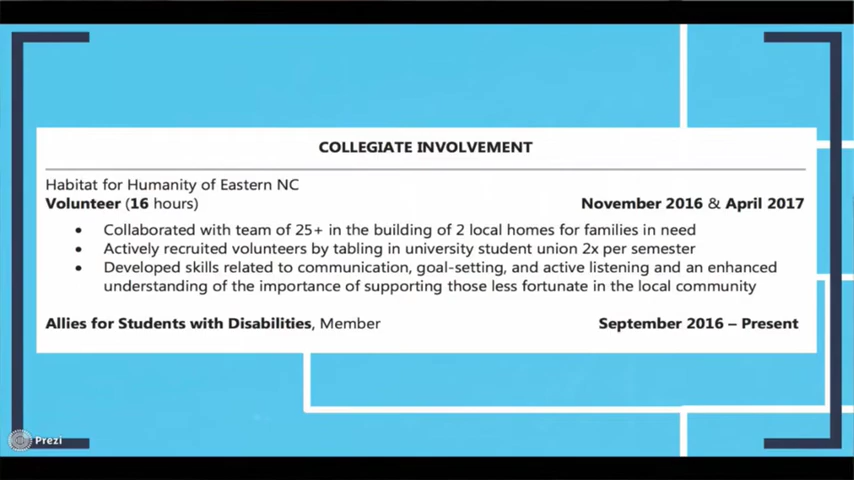 COLLEGIATE INVOLVEMENT
Habitat for Humanity of Eastern NC
Volunteer (16 hours) November 2016 & April 2017
• Collaborated with team of 25+ in the building of 2 local homes for families in need
• Actively recruited volunteers by tabling in university student union 2x per semester
• Developed skills related to communication, goal-setting, and active listening and an enhanced
understanding of the importance of supporting those less fortunate in the local community
Allies for Students with Disabilities, Member September 2016 – Present
Prezi